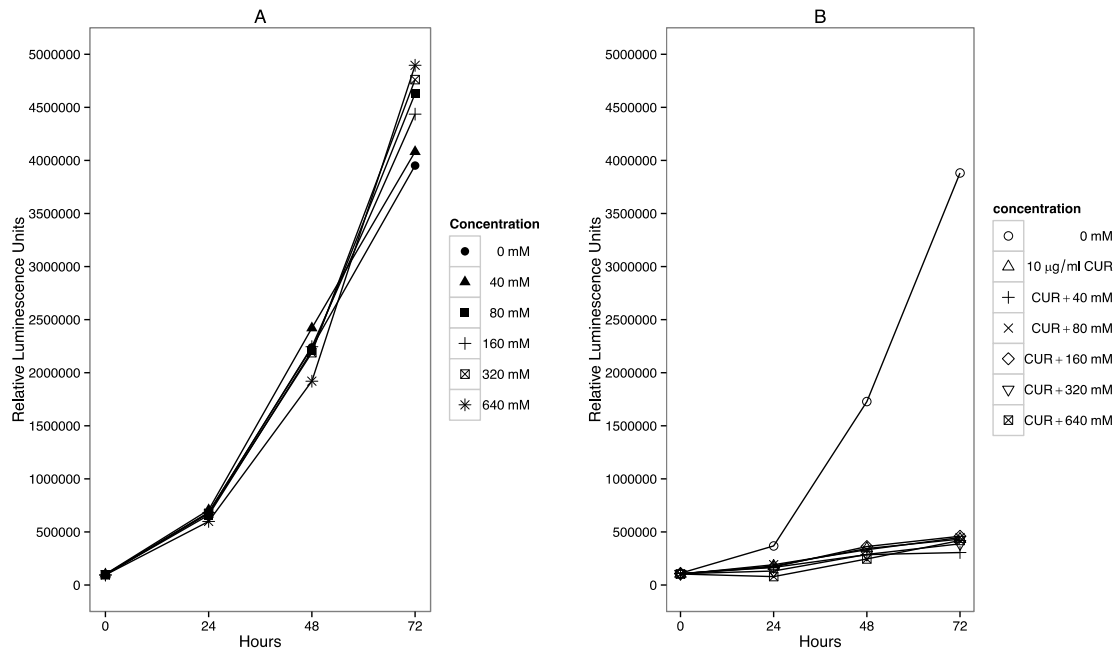 A
Relative Luminescence Units
5000000
4500000
4000000
3500000
3000000
2500000
2000000
1500000
1000000
500000
0
0 24 48 72
Hours
Concentration
0 mM
40 mM
80 mM
160 mM
320 mM
640 mM
B
Relative Luminescence Units
5000000
4500000
4000000
3500000
3000000
2500000
2000000
1500000
1000000
500000
0
0 24 48 72
Hours
concentration
0 mM
10 μg/ml CUR
CUR + 40 mM
CUR + 80 mM
CUR + 160 mM
CUR + 320 mM
CUR + 640 mM